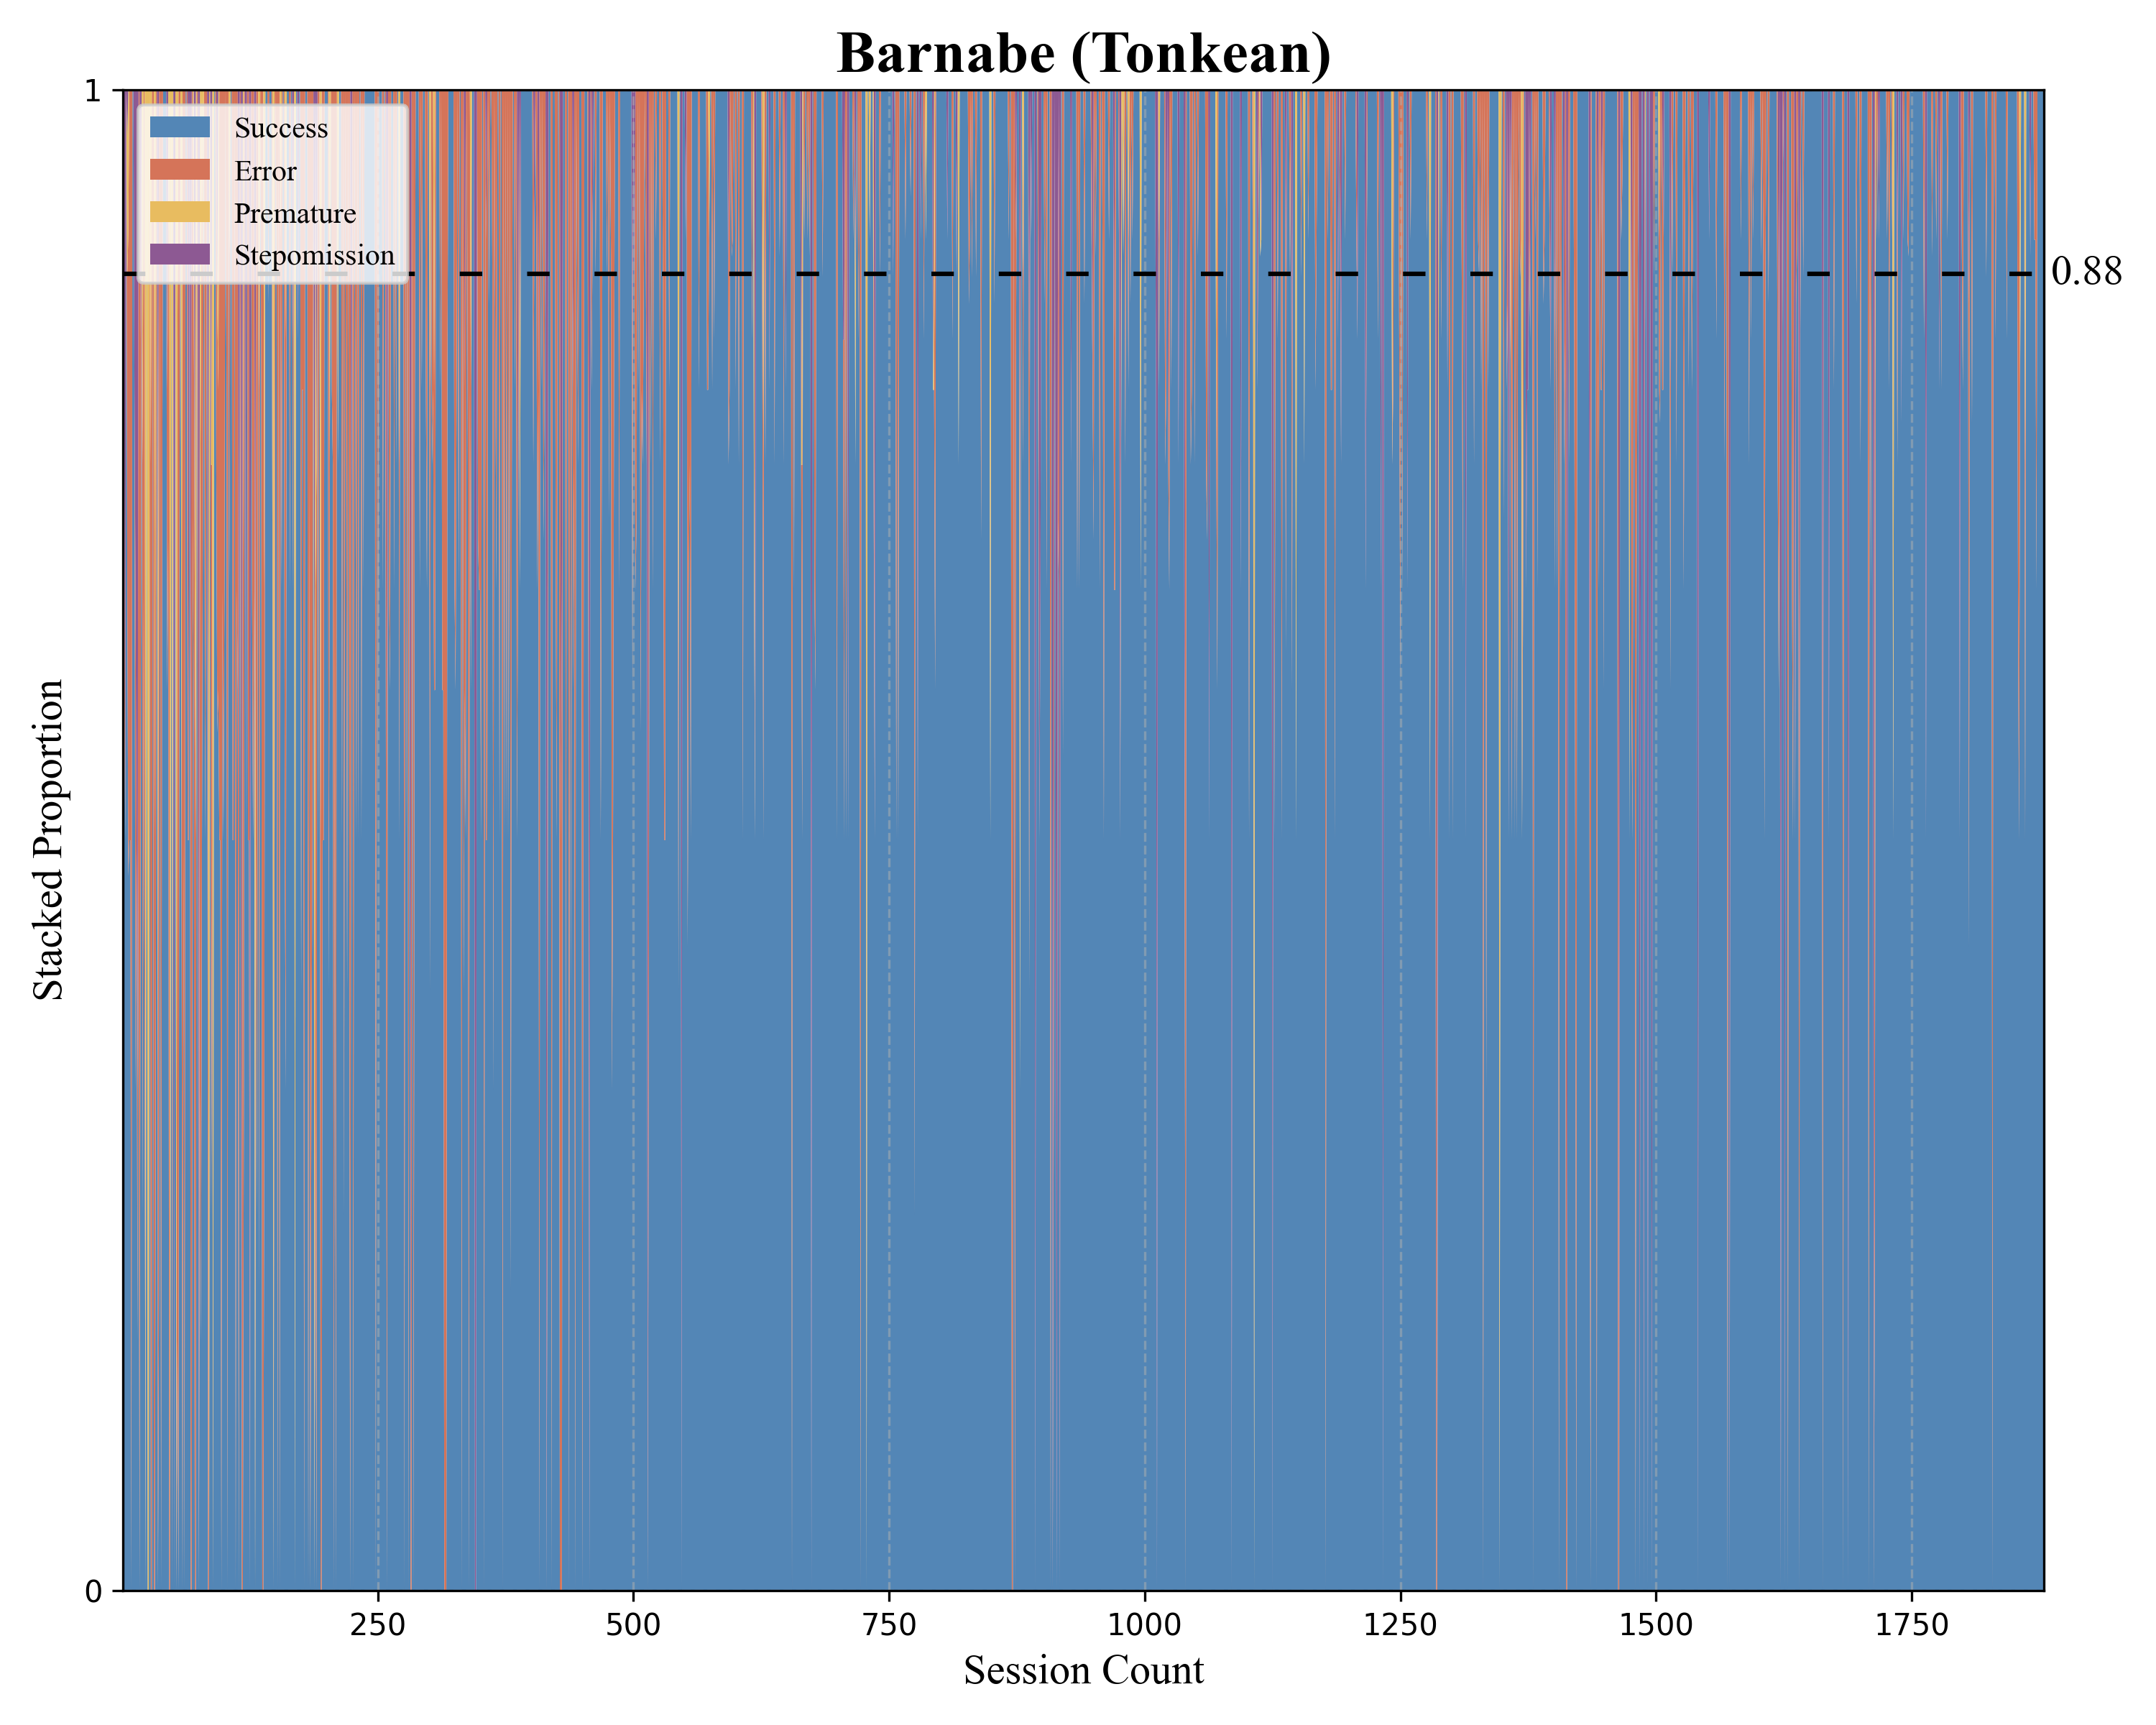 Barnabe (Tonkean)
1
Success
Error
Premature
Stepomission
0.88
Stacked Proportion
0
250 500 750 1000 1250 1500 1750
Session Count